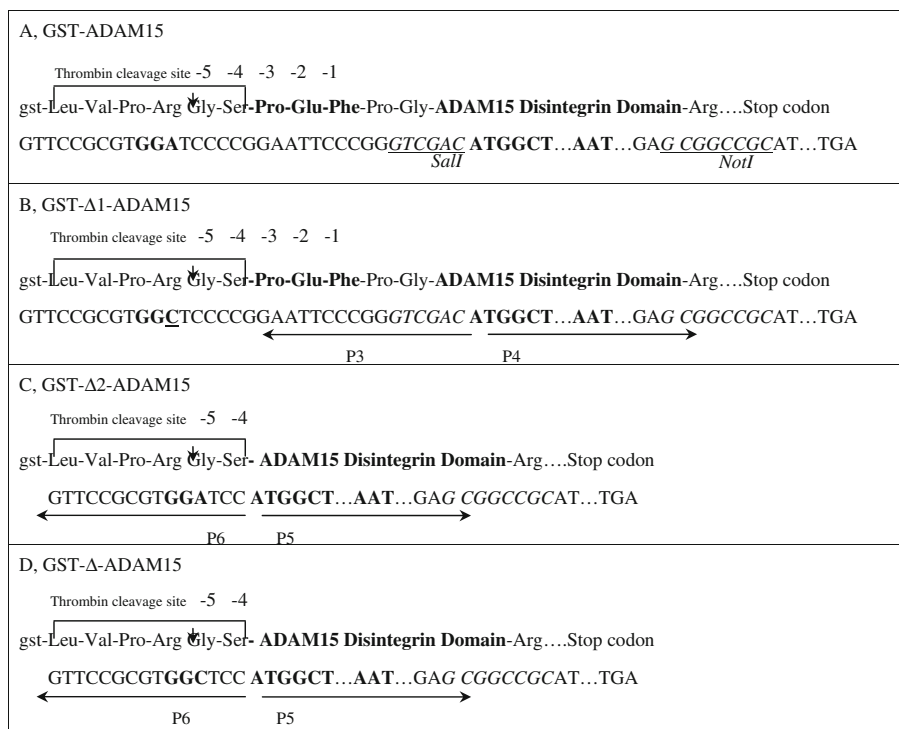 A, GST-ADAM15
Thrombin cleavage site -5 -4 -3 -2 -1
gst-Leu-Val-Pro-Arg Gly-Ser-Pro-Glu-Phe-Pro-Gly-ADAM15 Disintegrin Domain-Arg….Stop codon
GTTCCGCGTGGATCCCCGGAATTCCCGGGTCGAC ATGGCT…AAT…GAG CGGCCGCAT…TGA
SalI NotI
B, GST-Δ1-ADAM15
Thrombin cleavage site -5 -4 -3 -2 -1
gst-Leu-Val-Pro-Arg Gly-Ser-Pro-Glu-Phe-Pro-Gly-ADAM15 Disintegrin Domain-Arg….Stop codon
GTTCCGCGTGGCTCCCCGGAATTCCCGGGTCGAC ATGGCT…AAT…GAG CGGCCGCAT…TGA
P3 P4
C, GST-Δ2-ADAM15
Thrombin cleavage site -5 -4
gst-Leu-Val-Pro-Arg Gly-Ser- ADAM15 Disintegrin Domain-Arg….Stop codon
GTTCCGCGTGGATCC ATGGCT…AAT…GAG CGGCCGCAT…TGA
P6 P5
D, GST-Δ-ADAM15
Thrombin cleavage site -5 -4
gst-Leu-Val-Pro-Arg Gly-Ser- ADAM15 Disintegrin Domain-Arg….Stop codon
GTTCCGCGTGGCTCC ATGGCT…AAT…GAG CGGCCGCAT…TGA
P6 P5